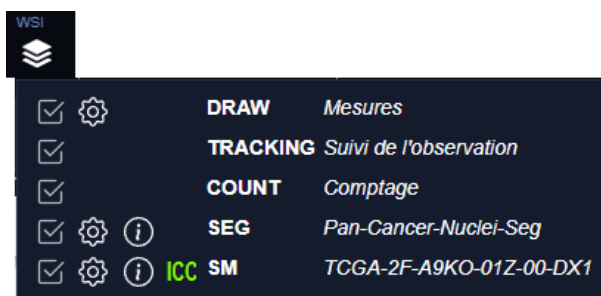 WSI
DRAW Mesures
TRACKING Suivi de l'observation
COUNT Comptage
SEG Pan-Cancer-Nuclei-Seg
ICC SM TCGA-2F-A9KO-01Z-00-DX1